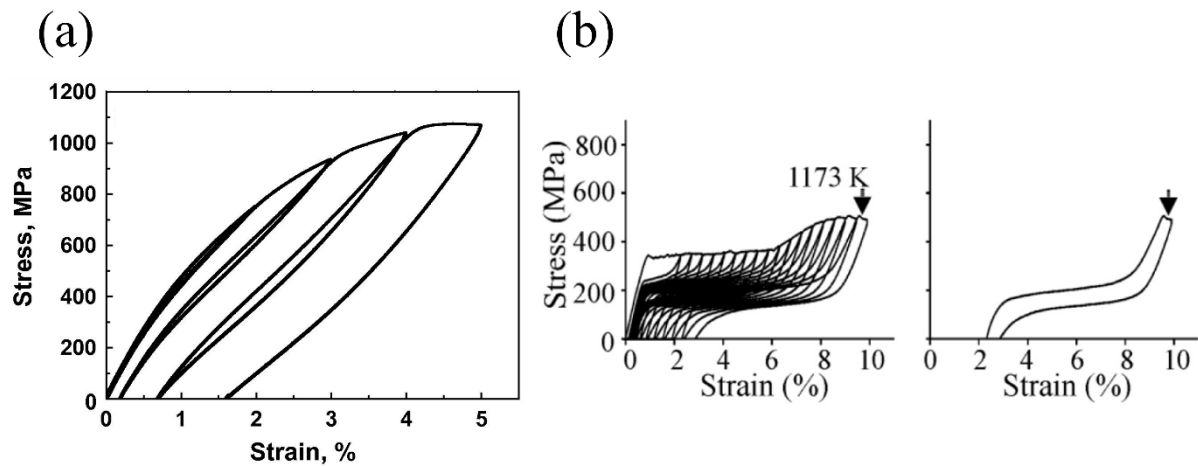 (a)
(b)
1200
1000
800
600
400
200
0
Stress, MPa
0 1 2 3 4 5
Strain, %
800
600
400
200
0
Stress (MPa)
1173 K
0 2 4 6 8 10
Strain (%)
0 2 4 6 8 10
Strain (%)